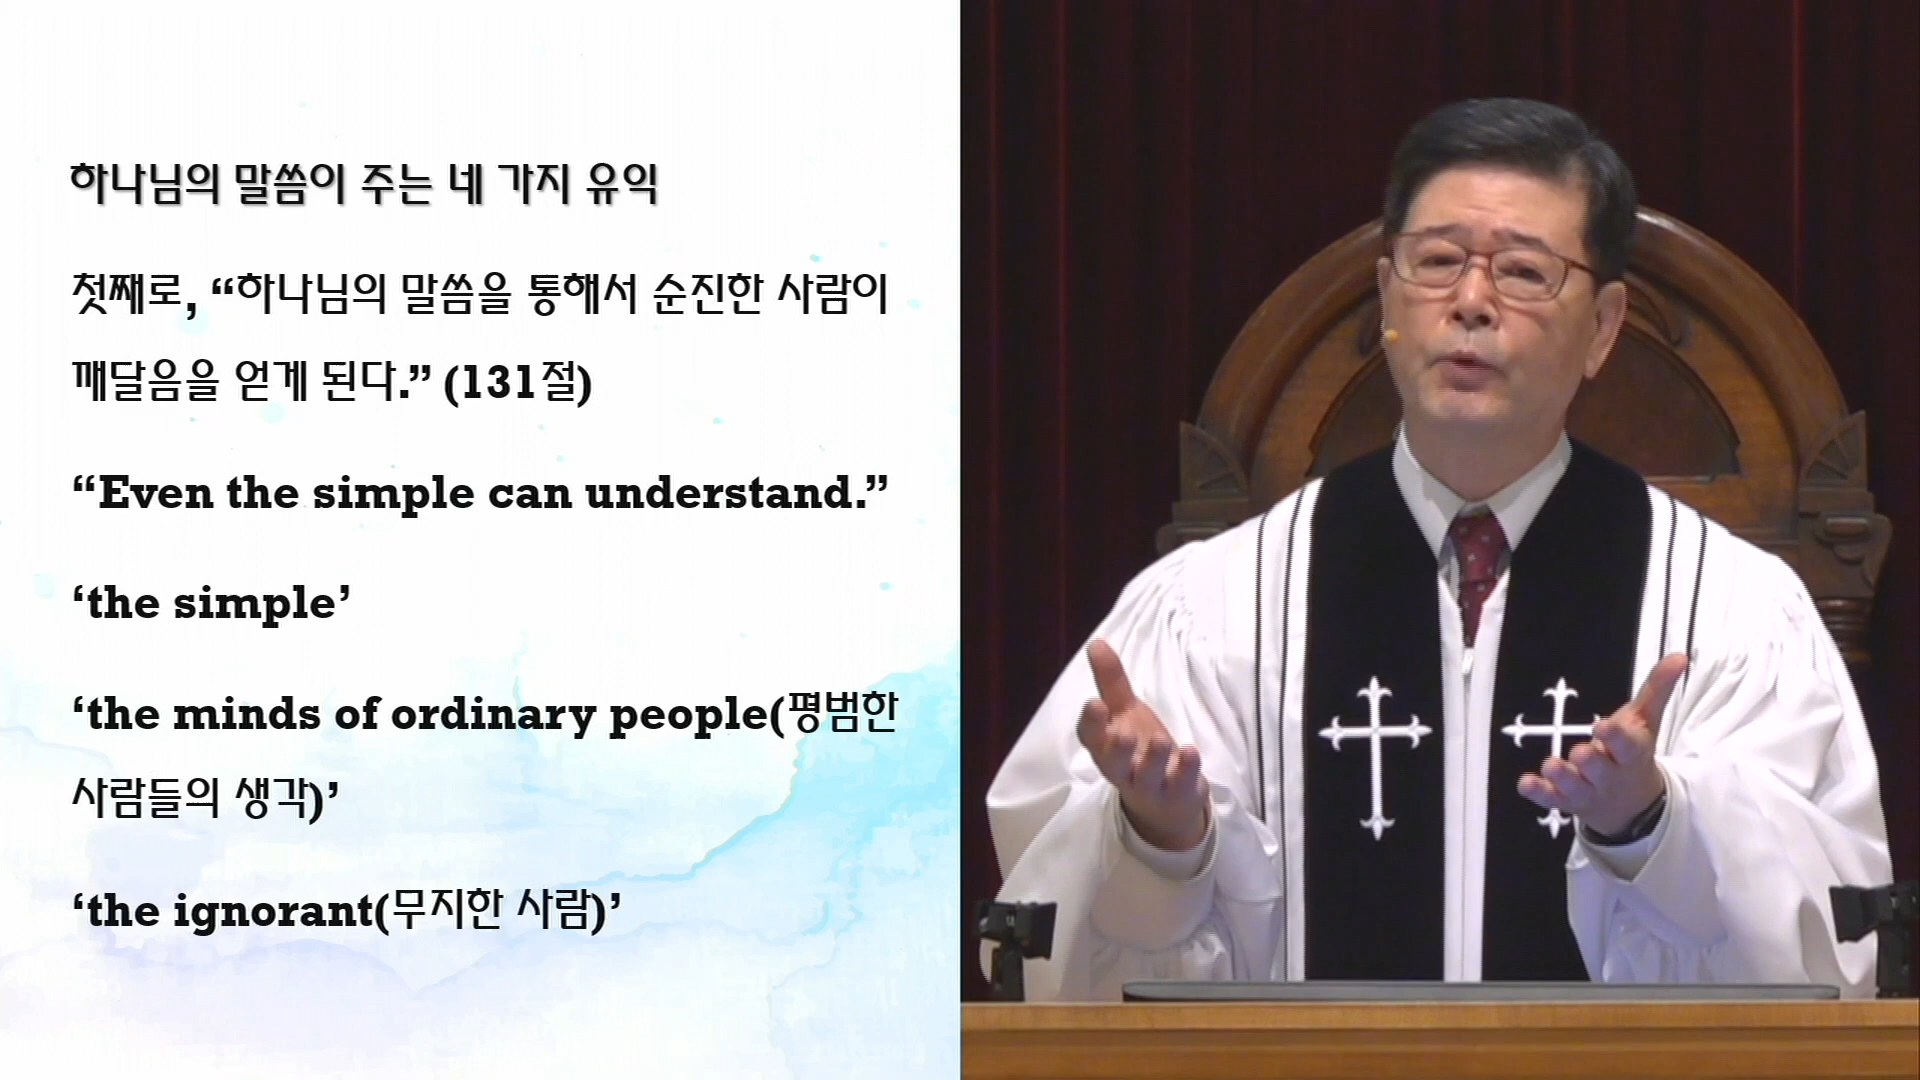 하나님의 말씀이 주는 네 가지 유익
첫째로, “하나님의 말씀을 통해서 순진한 사람이
깨달음을 얻게 된다.” (131절)
“Even the simple can understand.”
‘the simple’
‘the minds of ordinary people(평범한
사람들의 생각)’
‘the ignorant(무지한 사람)’